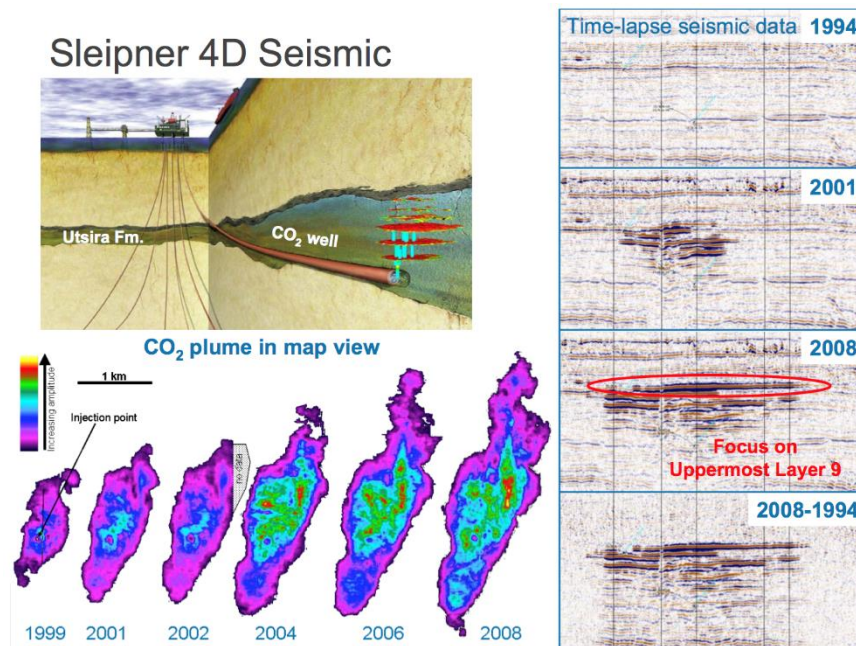 Sleipner 4D Seismic
Utsira Fm.
CO₂ well
CO₂ plume in map view
Increasing amplitude
1 km
Injection point
no data
1999
2001
2002
2004
2006
2008
Time-lapse seismic data 1994
2001
2008
Focus on
Uppermost Layer 9
2008-1994